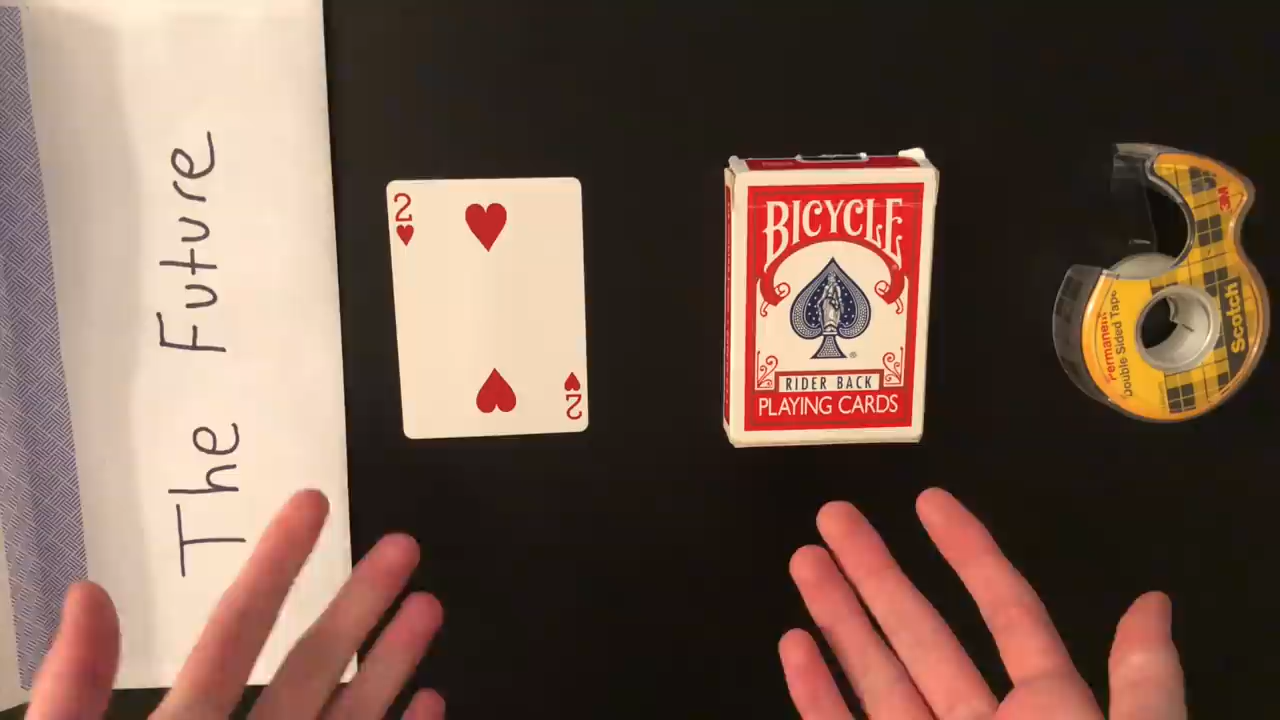 The Future
2
2
BICYCLE
®
RIDER BACK
PLAYING CARDS
3M
Scotch
Permanent
Double Sided Tape